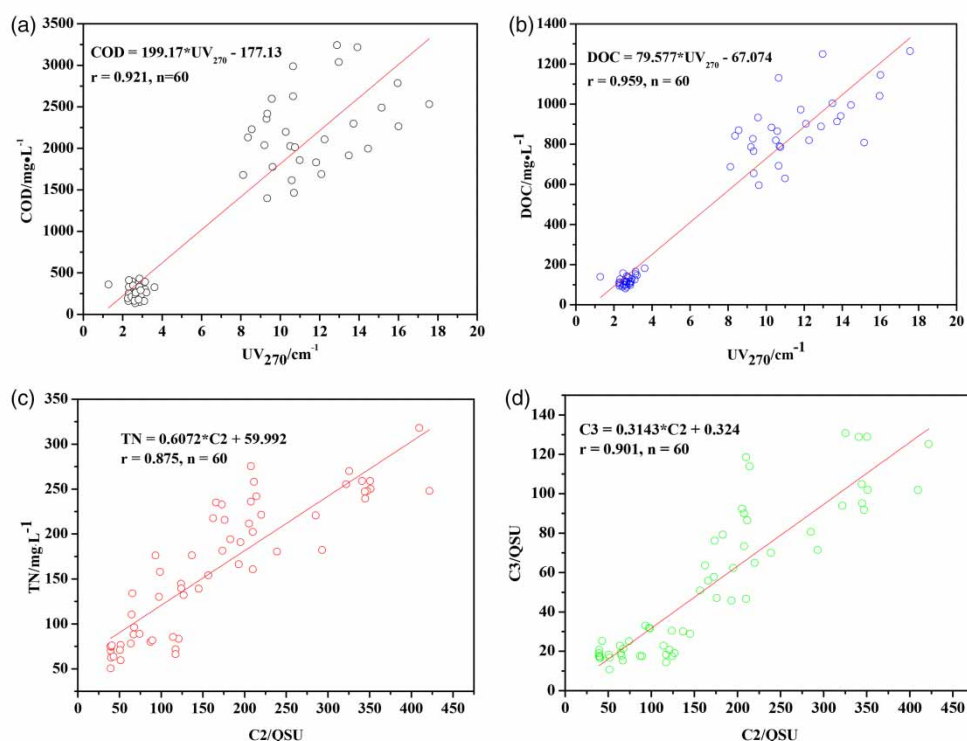 (a)
3500
3000
2500
2000
1500
1000
500
0
COD/mg•L⁻¹
COD = 199.17*UV₂₇₀ - 177.13
r = 0.921, n=60
0 2 4 6 8 10 12 14 16 18 20
UV₂₇₀/cm⁻¹
(b)
1400
1200
1000
800
600
400
200
0
DOC/mg•L⁻¹
DOC = 79.577*UV₂₇₀ - 67.074
r = 0.959, n = 60
0 2 4 6 8 10 12 14 16 18 20
UV₂₇₀/cm⁻¹
(c)
350
300
250
200
150
100
50
TN/mg·L⁻¹
TN = 0.6072*C2 + 59.992
r = 0.875, n = 60
0 50 100 150 200 250 300 350 400 450
C2/QSU
(d)
140
120
100
80
60
40
20
0
C3/QSU
C3 = 0.3143*C2 + 0.324
r = 0.901, n = 60
0 50 100 150 200 250 300 350 400 450
C2/QSU